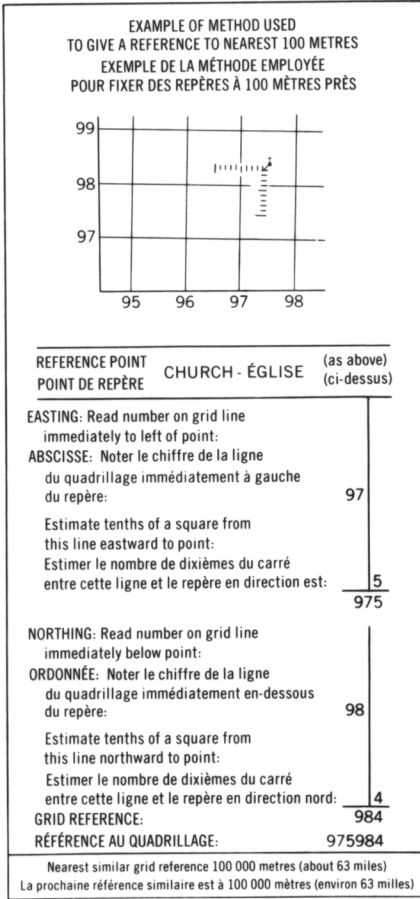 EXAMPLE OF METHOD USED
TO GIVE A REFERENCE TO NEAREST 100 METRES
EXEMPLE DE LA MÉTHODE EMPLOYÉE
POUR FIXER DES REPÈRES À 100 MÈTRES PRÈS
99
98
97
95 96 97 98
REFERENCE POINT
POINT DE REPÈRE
CHURCH - ÉGLISE
(as above)
(ci-dessus)
EASTING: Read number on grid line
immediately to left of point:
ABSCISSE: Noter le chiffre de la ligne
du quadrillage immédiatement à gauche
du repère: 97
Estimate tenths of a square from
this line eastward to point:
Estimer le nombre de dixièmes du carré
entre cette ligne et le repère en direction est: 5
975
NORTHING: Read number on grid line
immediately below point:
ORDONNÉE: Noter le chiffre de la ligne
du quadrillage immédiatement en-dessous
du repère: 98
Estimate tenths of a square from
this line northward to point:
Estimer le nombre de dixièmes du carré
entre cette ligne et le repère en direction nord: 4
GRID REFERENCE: 984
RÉFÉRENCE AU QUADRILLAGE: 975984
Nearest similar grid reference 100 000 metres (about 63 miles)
La prochaine référence similaire est à 100 000 mètres (environ 63 milles)